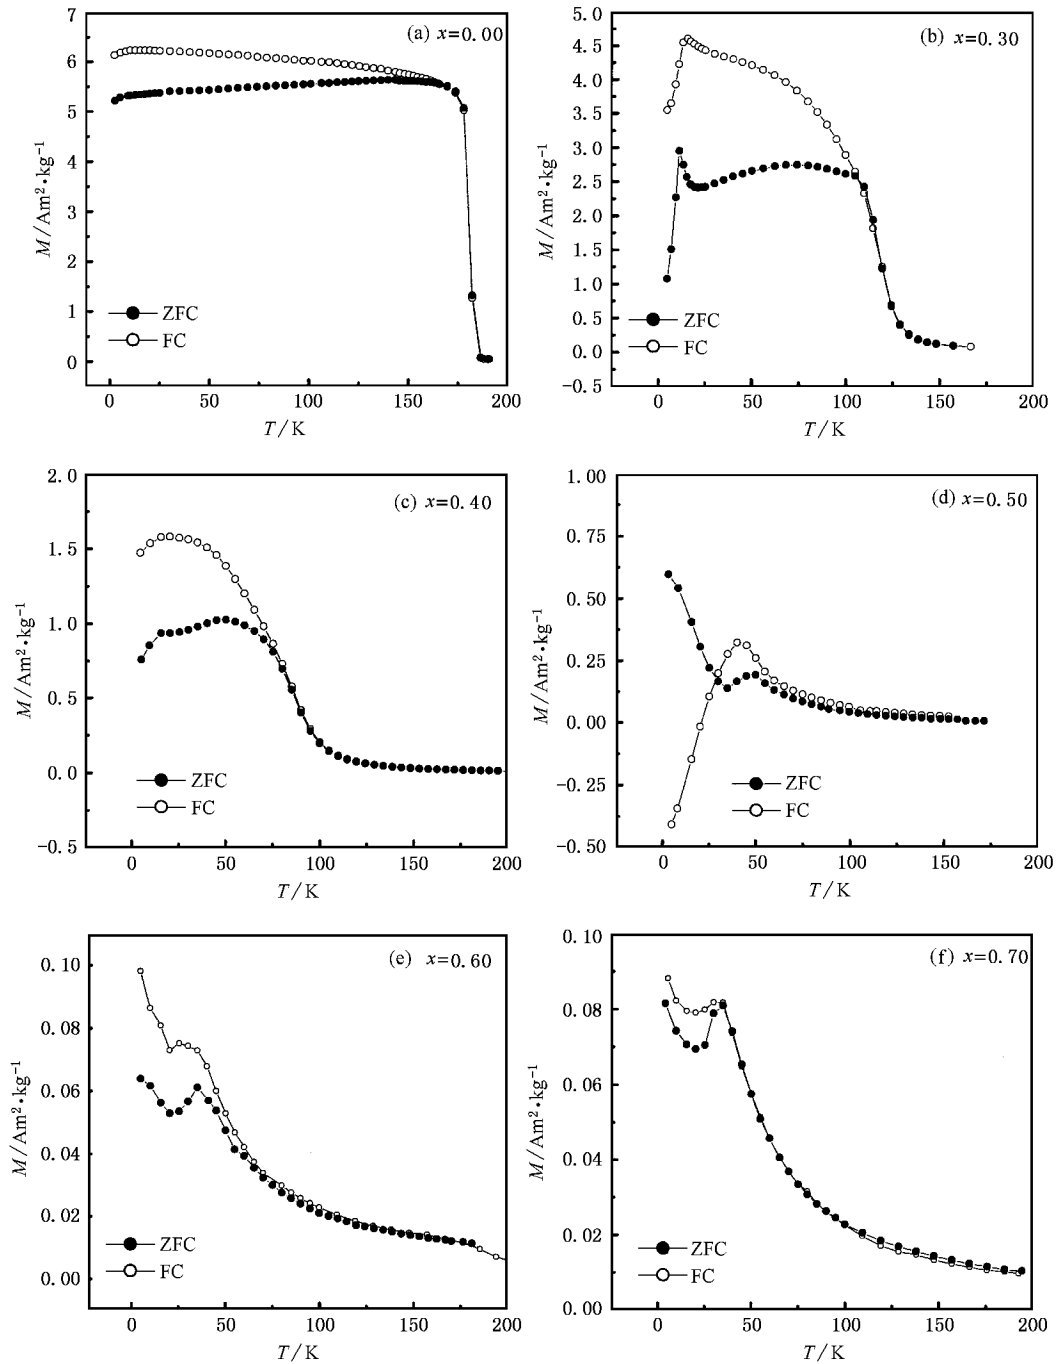 (a) x=0.00
7
6
5
4
3
2
1
0
M/Am²•kg⁻¹
ZFC
FC
0 50 100 150 200
T/K
(b) x=0.30
5.0
4.5
4.0
3.5
3.0
2.5
2.0
1.5
1.0
0.5
0.0
−0.5
M/Am²•kg⁻¹
ZFC
FC
0 50 100 150 200
T/K
(c) x=0.40
2.0
1.5
1.0
0.5
0.0
−0.5
M/Am²•kg⁻¹
ZFC
FC
0 50 100 150 200
T/K
(d) x=0.50
1.00
0.75
0.50
0.25
0.00
−0.25
−0.50
M/Am²•kg⁻¹
ZFC
FC
0 50 100 150 200
T/K
(e) x=0.60
0.10
0.08
0.06
0.04
0.02
0.00
M/Am²•kg⁻¹
ZFC
FC
0 50 100 150 200
T/K
(f) x=0.70
0.10
0.08
0.06
0.04
0.02
0.00
M/Am²•kg⁻¹
ZFC
FC
0 50 100 150 200
T/K